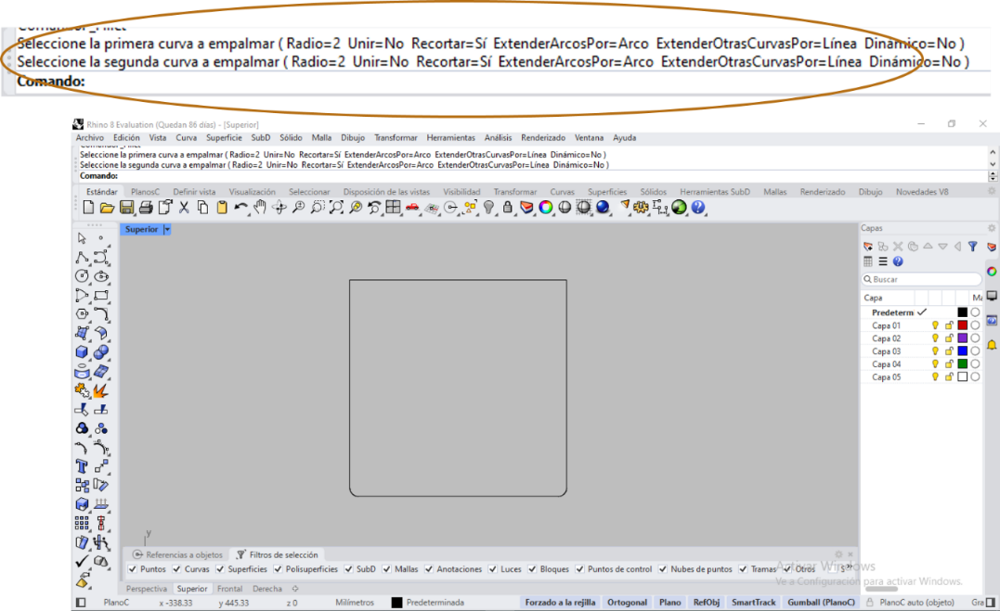 Seleccione la primera curva a empalmar ( Radio=2 Unir=No Recortar=Sí ExtenderArcosPor=Arco ExtenderOtrasCurvasPor=Línea Dinámico=No )
Seleccione la segunda curva a empalmar ( Radio=2 Unir=No Recortar=Sí ExtenderArcosPor=Arco ExtenderOtrasCurvasPor=Línea Dinámico=No )
Comando:
Rhino 8 Evaluation (Quedan 86 días) - [Superior]
Archivo Edición Vista Curva Superficie SubD Sólido Malla Dibujo Transformar Herramientas Análisis Renderizado Ventana Ayuda
Seleccione la primera curva a empalmar ( Radio=2 Unir=No Recortar=Sí ExtenderArcosPor=Arco ExtenderOtrasCurvasPor=Línea Dinámico=No )
Seleccione la segunda curva a empalmar ( Radio=2 Unir=No Recortar=Sí ExtenderArcosPor=Arco ExtenderOtrasCurvasPor=Línea Dinámico=No )
Comando:
Estándar PlanosC Definir vista Visualización Seleccionar Disposición de las vistas Visibilidad Transformar Curvas Superficies Sólidos Herramientas SubD Mallas Renderizado Dibujo Novedades V8
Superior
Capas
Buscar
Capa
Predeterm
Capa 01
Capa 02
Capa 03
Capa 04
Capa 05
y
Referencias a objetos Filtros de selección
Puntos Curvas Superficies Polisuperficies SubD Mallas Anotaciones Luces Bloques Puntos de control Nubes de puntos Tramas Otros
Activar Windows
Ve a Configuración para activar Windows.
Perspectiva Superior Frontal Derecha
PlanoC x -338.33 y 445.33 z 0 Milímetros Predeterminada Forzado a la rejilla Ortogonal Plano RefObj SmartTrack Gumball (PlanoC) PlanoC auto (objeto)